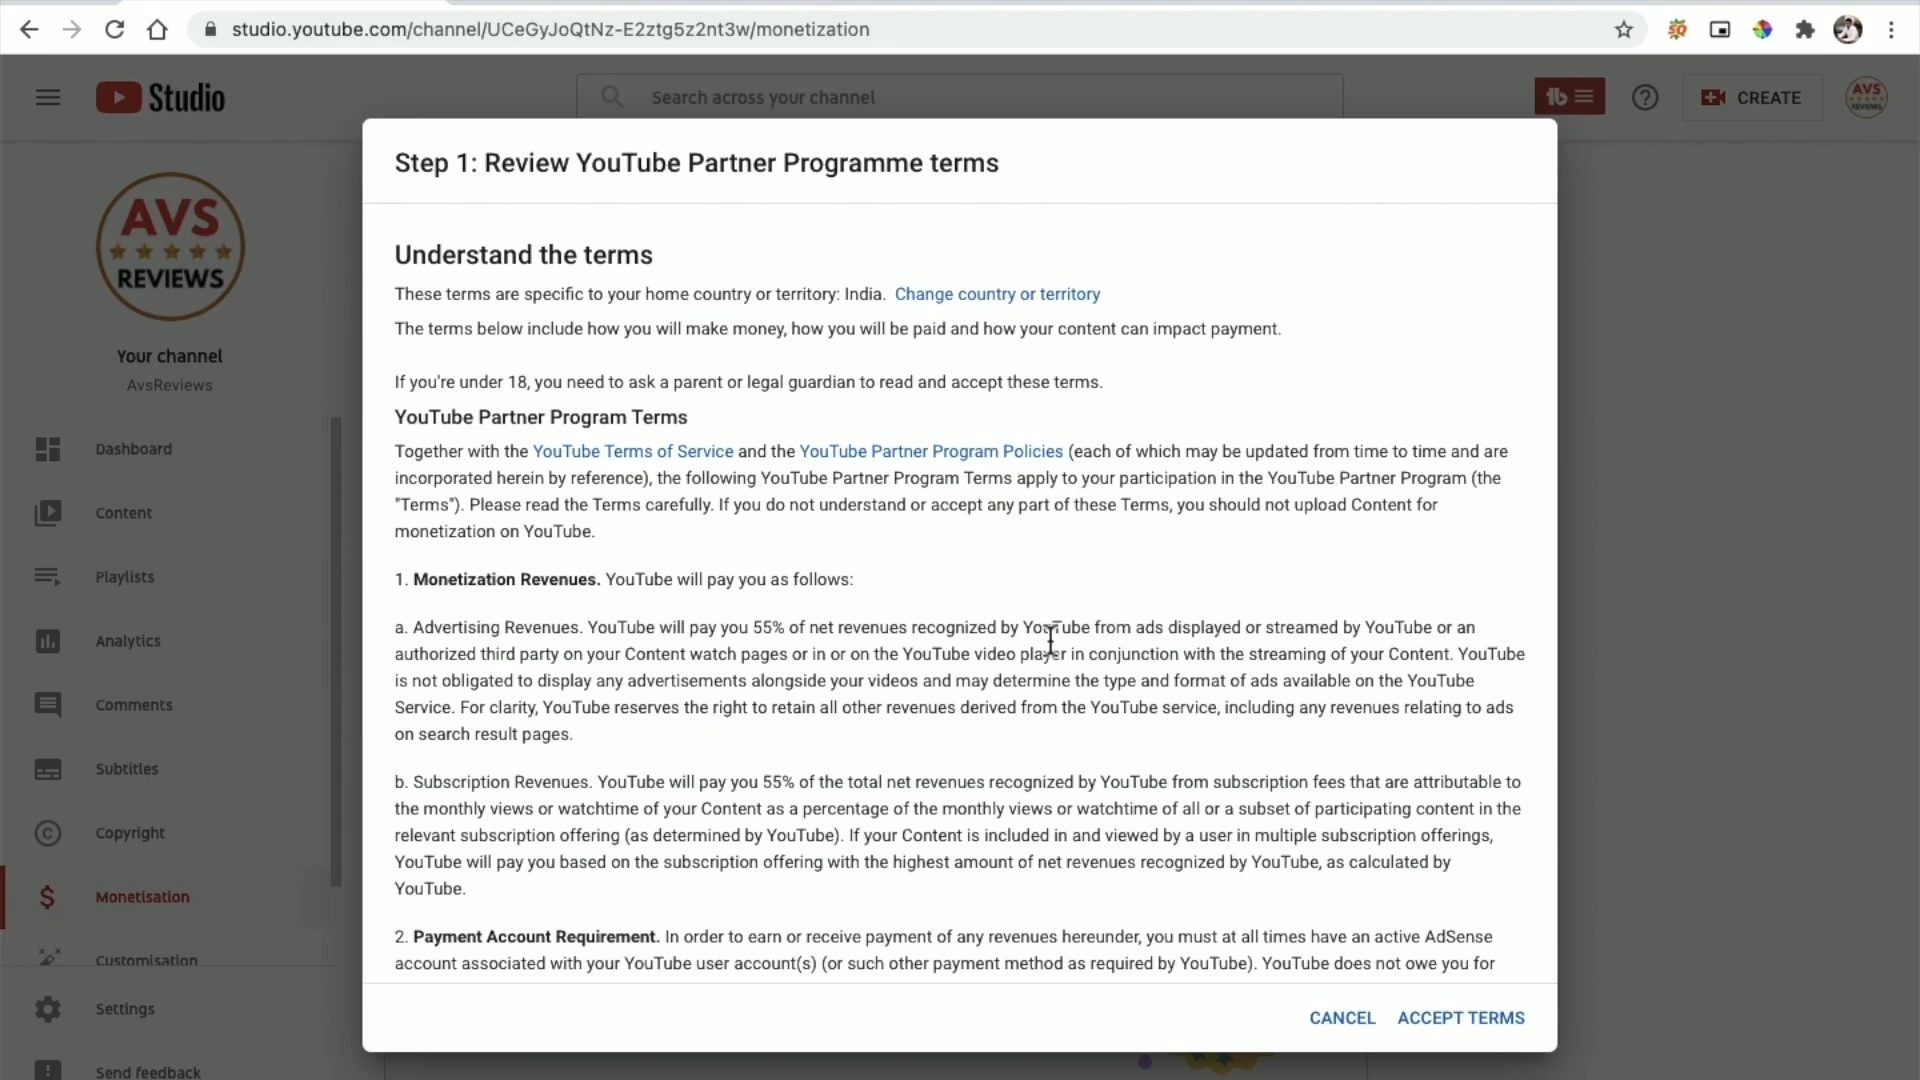 studio.youtube.com/channel/UCeGyJoQtNz-E2ztg5z2nt3w/monetization
Studio
Search across your channel
CREATE
AVS
REVIEWS
AVS
REVIEWS
Your channel
AvsReviews
Dashboard
Content
Playlists
Analytics
Comments
Subtitles
Copyright
Monetisation
Customisation
Settings
Send feedback
Step 1: Review YouTube Partner Programme terms
Understand the terms
These terms are specific to your home country or territory: India. Change country or territory
The terms below include how you will make money, how you will be paid and how your content can impact payment.
If you're under 18, you need to ask a parent or legal guardian to read and accept these terms.
YouTube Partner Program Terms
Together with the YouTube Terms of Service and the YouTube Partner Program Policies (each of which may be updated from time to time and are
incorporated herein by reference), the following YouTube Partner Program Terms apply to your participation in the YouTube Partner Program (the
"Terms"). Please read the Terms carefully. If you do not understand or accept any part of these Terms, you should not upload Content for
monetization on YouTube.
1. Monetization Revenues. YouTube will pay you as follows:
a. Advertising Revenues. YouTube will pay you 55% of net revenues recognized by YouTube from ads displayed or streamed by YouTube or an
authorized third party on your Content watch pages or in or on the YouTube video player in conjunction with the streaming of your Content. YouTube
is not obligated to display any advertisements alongside your videos and may determine the type and format of ads available on the YouTube
Service. For clarity, YouTube reserves the right to retain all other revenues derived from the YouTube service, including any revenues relating to ads
on search result pages.
b. Subscription Revenues. YouTube will pay you 55% of the total net revenues recognized by YouTube from subscription fees that are attributable to
the monthly views or watchtime of your Content as a percentage of the monthly views or watchtime of all or a subset of participating content in the
relevant subscription offering (as determined by YouTube). If your Content is included in and viewed by a user in multiple subscription offerings,
YouTube will pay you based on the subscription offering with the highest amount of net revenues recognized by YouTube, as calculated by
YouTube.
2. Payment Account Requirement. In order to earn or receive payment of any revenues hereunder, you must at all times have an active AdSense
account associated with your YouTube user account(s) (or such other payment method as required by YouTube). YouTube does not owe you for
CANCEL ACCEPT TERMS